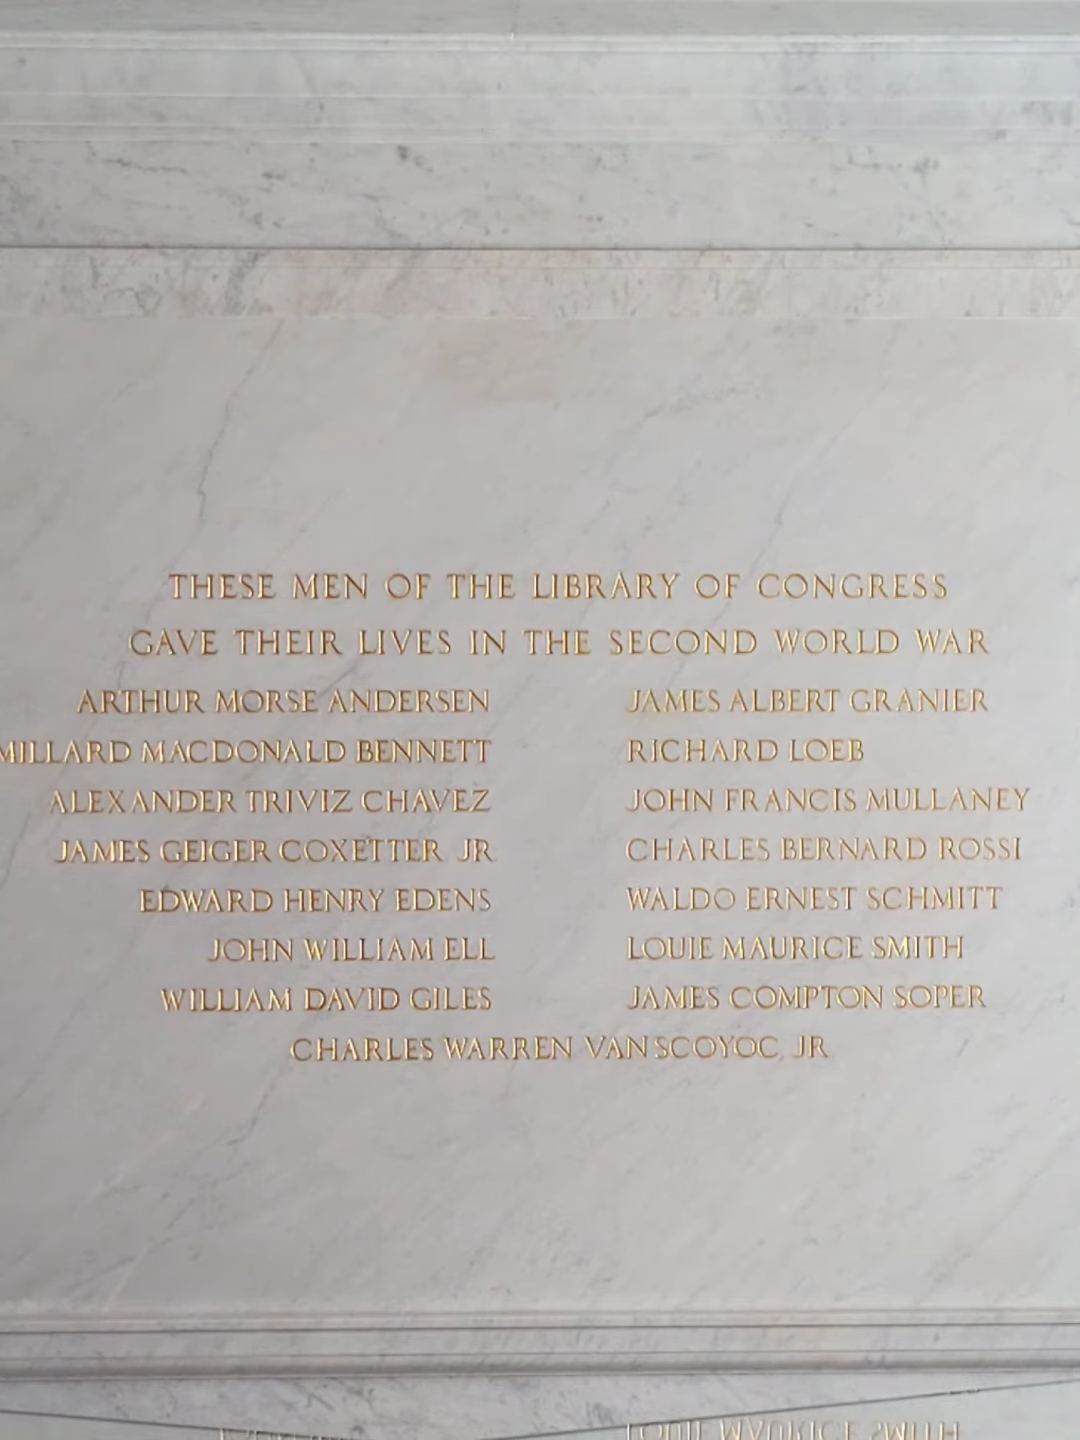 THESE MEN OF THE LIBRARY OF CONGRESS
GAVE THEIR LIVES IN THE SECOND WORLD WAR
ARTHUR MORSE ANDERSEN JAMES ALBERT GRANIER
MILLARD MACDONALD BENNETT RICHARD LOEB
ALEXANDER TRIVIZ CHAVEZ JOHN FRANCIS MULLANEY
JAMES GEIGER COXETTER JR CHARLES BERNARD ROSSI
EDWARD HENRY EDENS WALDO ERNEST SCHMITT
JOHN WILLIAM ELL LOUIE MAURICE SMITH
WILLIAM DAVID GILES JAMES COMPTON SOPER
CHARLES WARREN VAN SCOYOC, JR